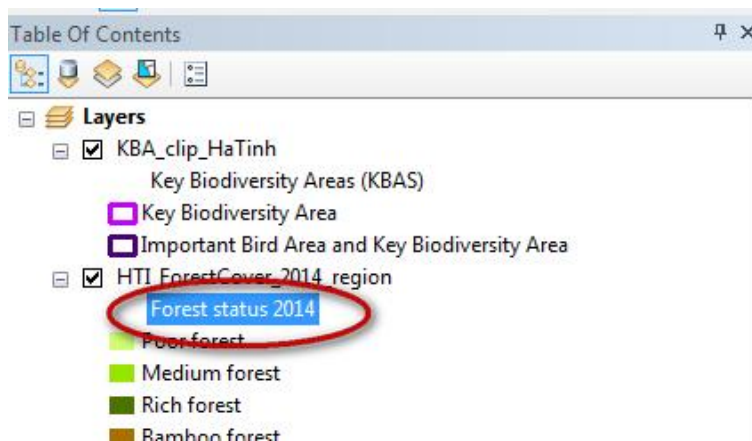 Table Of Contents
Layers
KBA_clip_HaTinh
Key Biodiversity Areas (KBAS)
Key Biodiversity Area
Important Bird Area and Key Biodiversity Area
HTI_ForestCover_2014_region
Forest status 2014
Poor forest
Medium forest
Rich forest
Bamboo forest